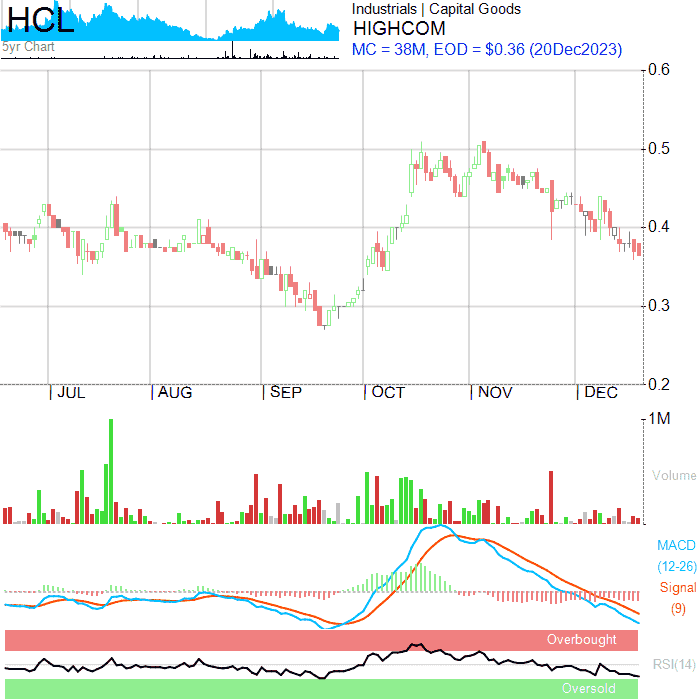 HCL
5yr Chart
Industrials | Capital Goods
HIGHCOM
MC = 38M, EOD = $0.36 (20Dec2023)
0.6
0.5
0.4
0.3
0.2
JUL
AUG
SEP
OCT
NOV
DEC
1M
Volume
MACD
(12-26)
Signal
(9)
Overbought
RSI(14)
Oversold